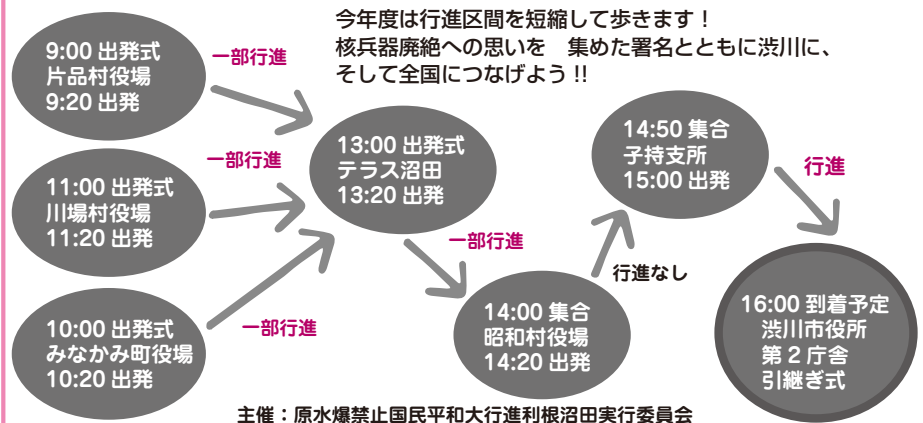 今年度は行進区間を短縮して歩きます！
核兵器廃絶への思いを　集めた署名とともに渋川に、
そして全国につなげよう !!
9:00 出発式
片品村役場
9:20 出発
一部行進
11:00 出発式
川場村役場
11:20 出発
一部行進
10:00 出発式
みなかみ町役場
10:20 出発
一部行進
13:00 出発式
テラス沼田
13:20 出発
一部行進
14:00 集合
昭和村役場
14:20 出発
行進なし
14:50 集合
子持支所
15:00 出発
行進
16:00 到着予定
渋川市役所
第 2 庁舎
引継ぎ式
主催：原水爆禁止国民平和大行進利根沼田実行委員会